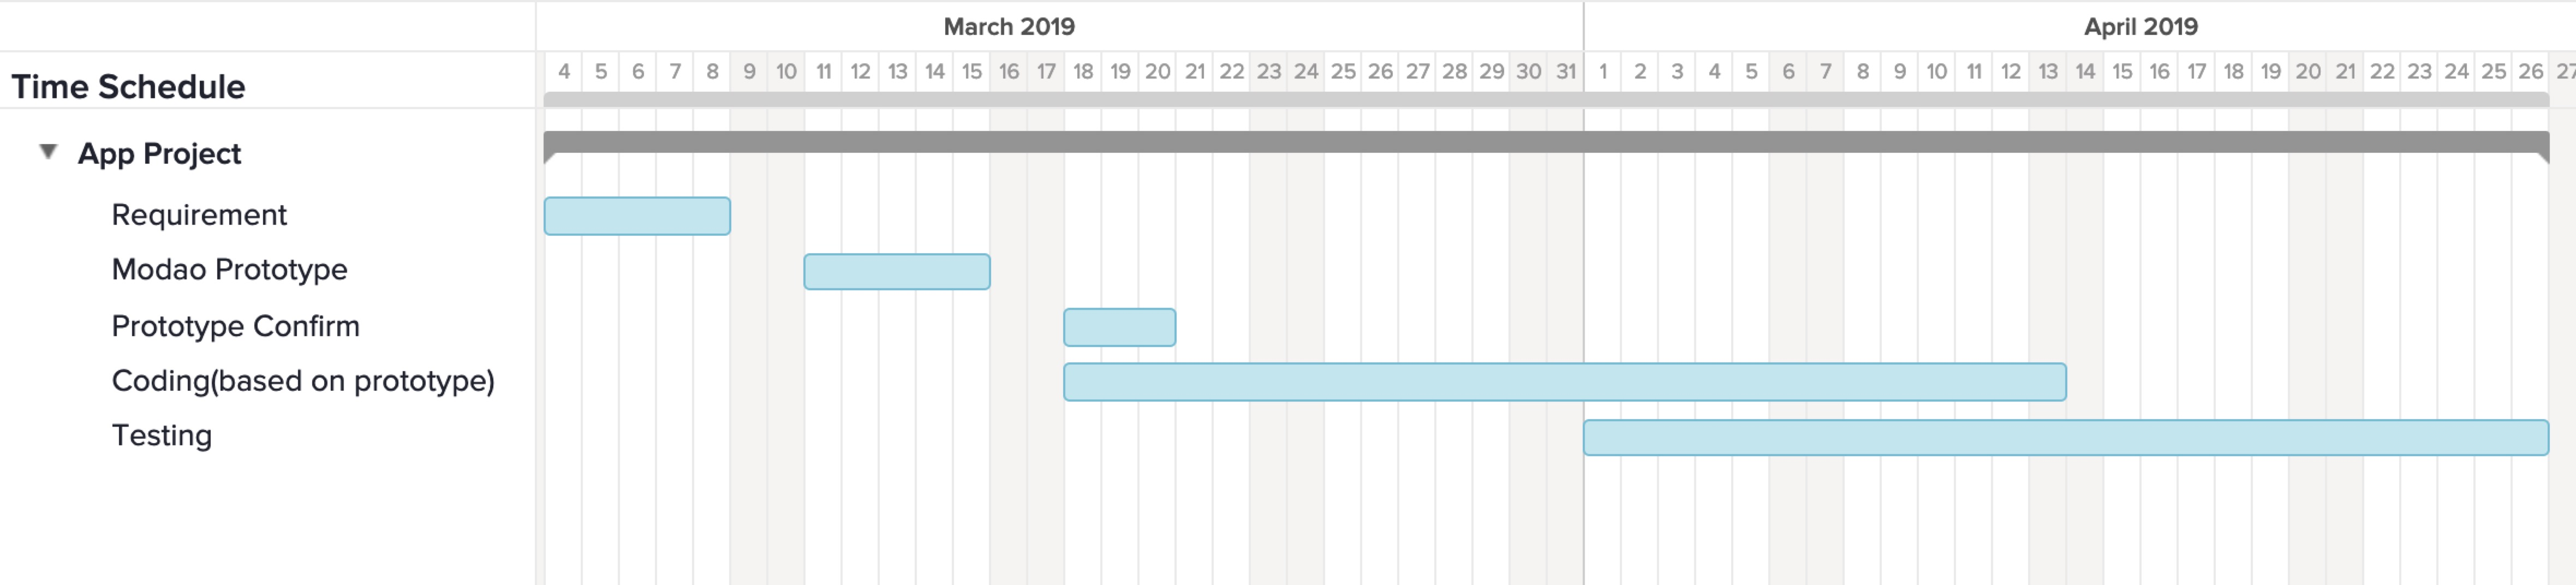 March 2019 April 2019
4 5 6 7 8 9 10 11 12 13 14 15 16 17 18 19 20 21 22 23 24 25 26 27 28 29 30 31 1 2 3 4 5 6 7 8 9 10 11 12 13 14 15 16 17 18 19 20 21 22 23 24 25 26 27
Time Schedule
App Project
Requirement
Modao Prototype
Prototype Confirm
Coding(based on prototype)
Testing